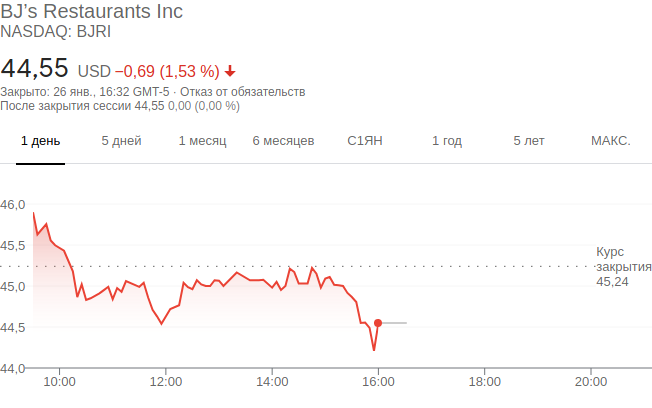 BJ’s Restaurants Inc
NASDAQ: BJRI
44,55 USD −0,69 (1,53 %)
Закрыто: 26 янв., 16:32 GMT-5 · Отказ от обязательств
После закрытия сессии 44,55 0,00 (0,00 %)
1 день 5 дней 1 месяц 6 месяцев С1ЯН 1 год 5 лет МАКС.
46,0
45,5
45,0
44,5
44,0
Курс
закрытия
45,24
10:00 12:00 14:00 16:00 18:00 20:00